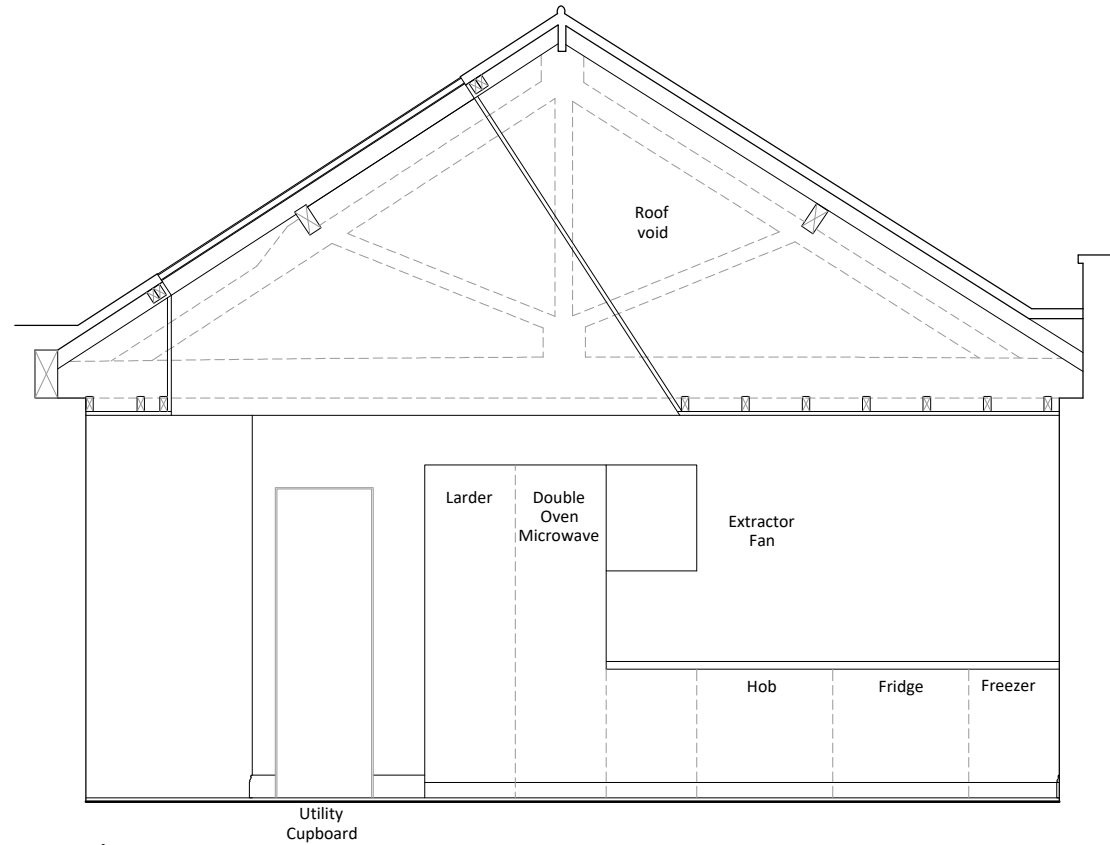 Roof
void
Larder
Double
Oven
Microwave
Extractor
Fan
Hob
Fridge
Freezer
Utility
Cupboard